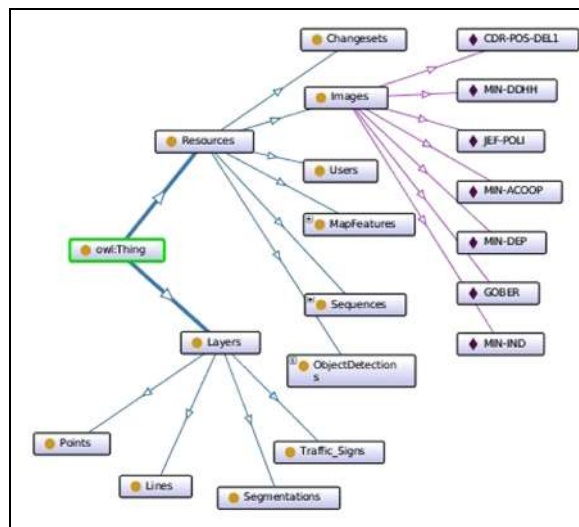 Changesets
CDR-POS-DEL1
Images
MIN-DDHH
Resources
JEF-POLI
Users
MIN-ACOOP
MapFeatures
owl:Thing
MIN-DEP
Sequences
GOBER
Layers
MIN-IND
ObjectDetection
s
Points
Traffic_Signs
Lines
Segmentations